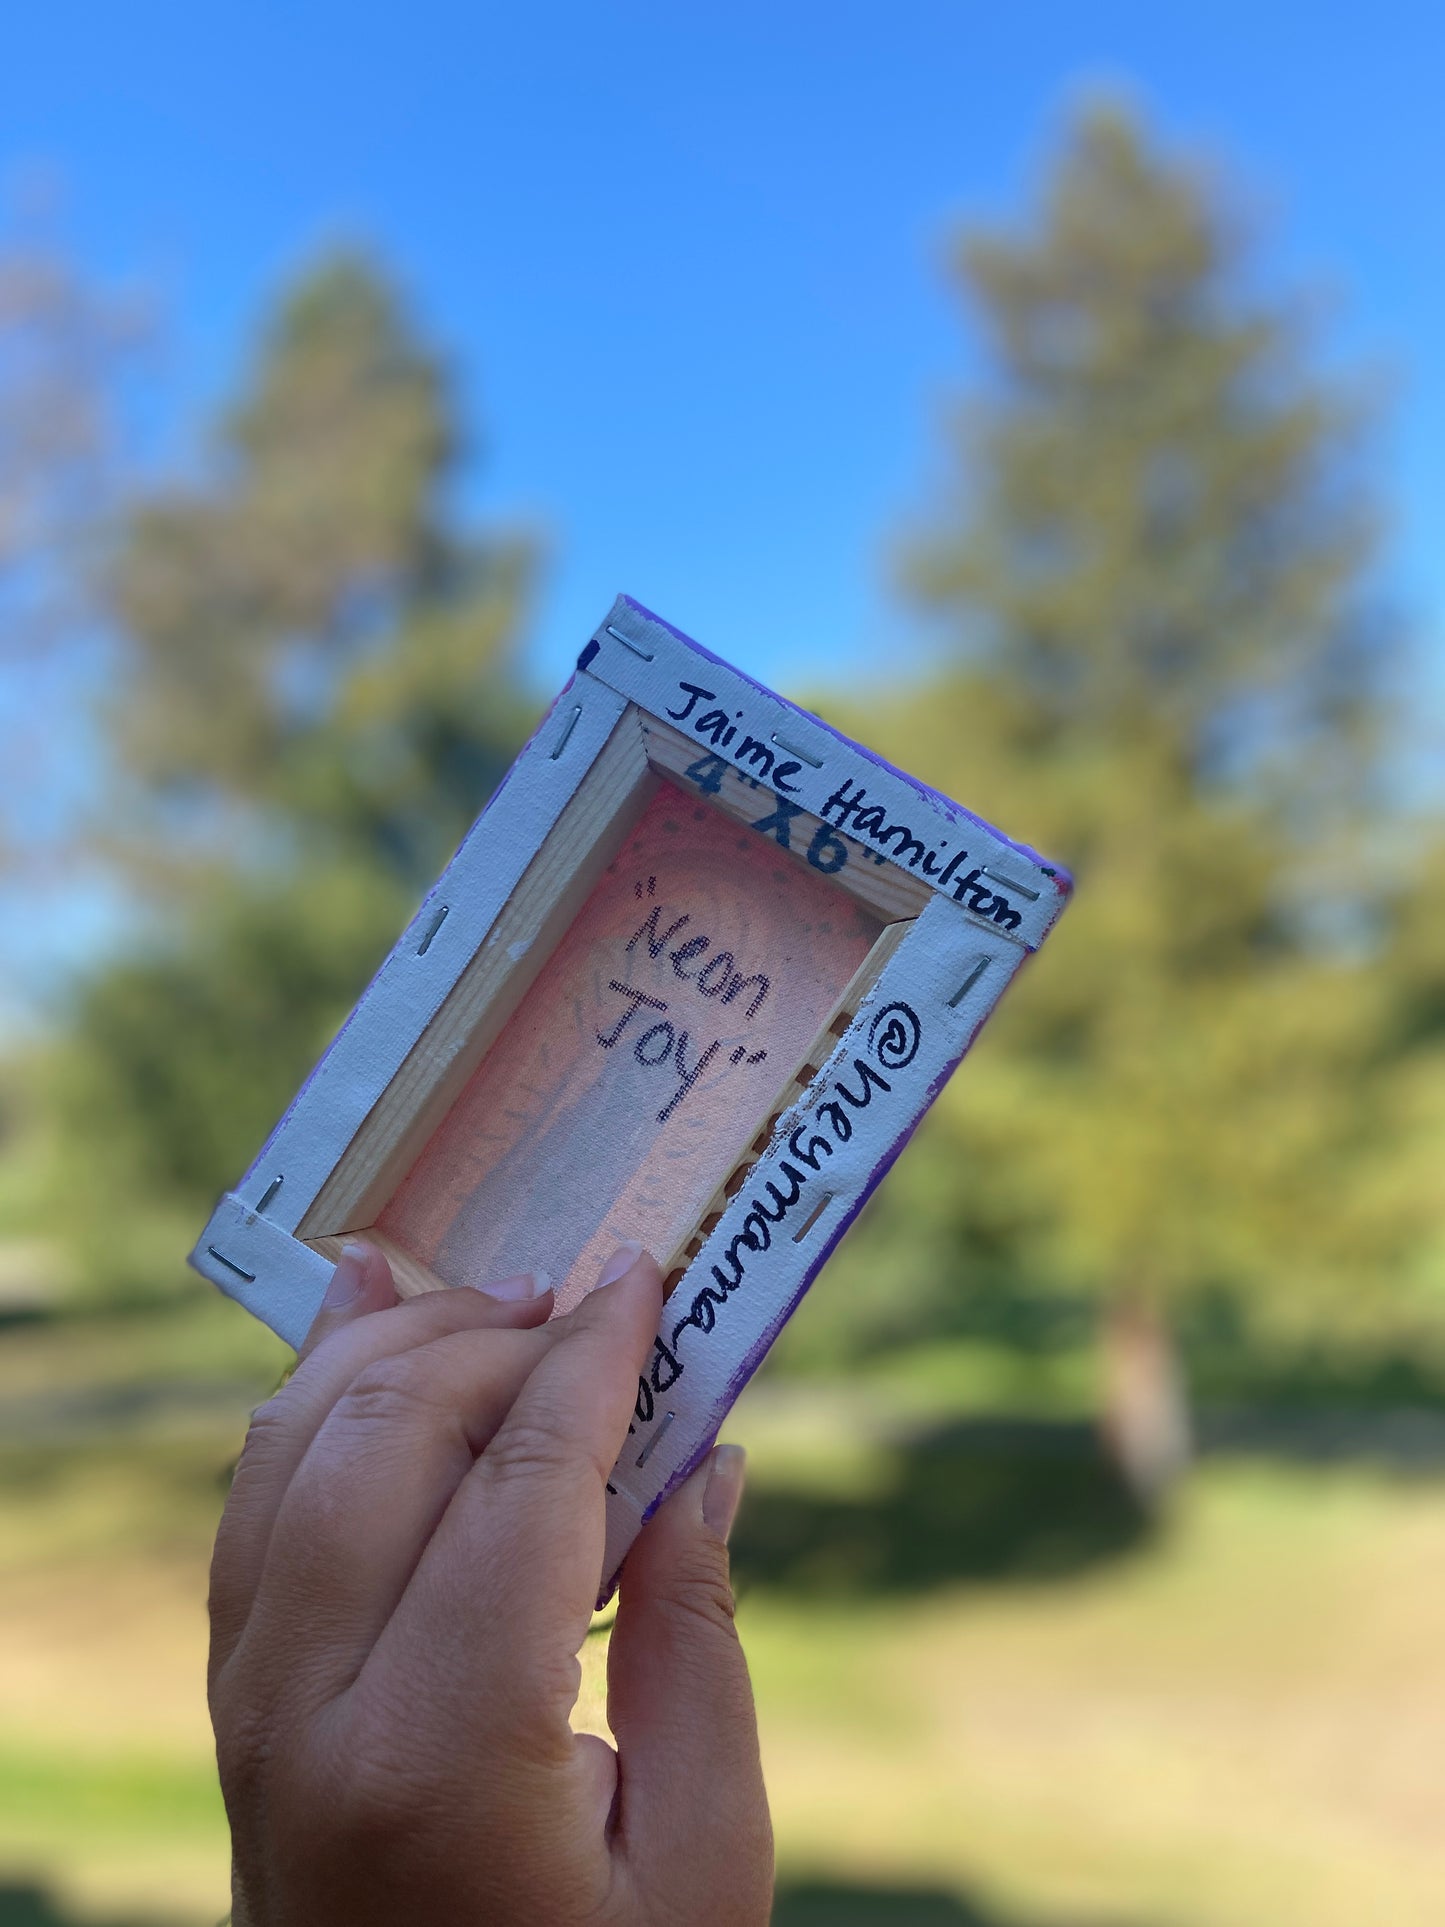 Jaime Hamilton
4" X 6"
"Neon
Joy"
@heymama.pa